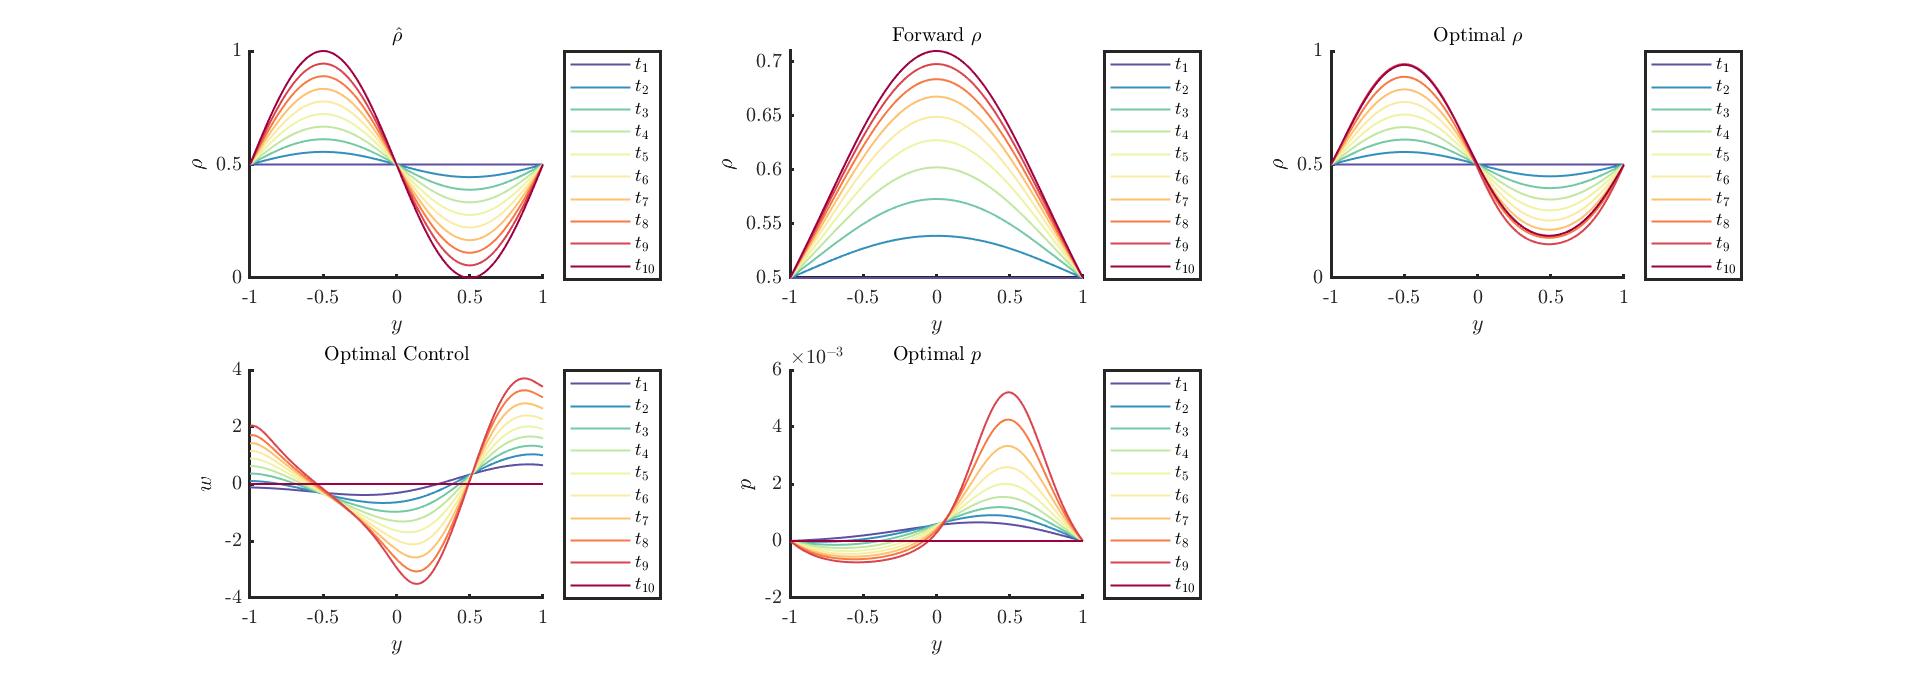 ρ̂
1
0.5
0
ρ
-1 -0.5 0 0.5 1
y
t₁
t₂
t₃
t₄
t₅
t₆
t₇
t₈
t₉
t₁₀
Forward ρ
0.7
0.65
0.6
0.55
0.5
ρ
-1 -0.5 0 0.5 1
y
t₁
t₂
t₃
t₄
t₅
t₆
t₇
t₈
t₉
t₁₀
Optimal ρ
1
0.5
0
ρ
-1 -0.5 0 0.5 1
y
t₁
t₂
t₃
t₄
t₅
t₆
t₇
t₈
t₉
t₁₀
Optimal Control
4
2
0
-2
-4
w
-1 -0.5 0 0.5 1
y
t₁
t₂
t₃
t₄
t₅
t₆
t₇
t₈
t₉
t₁₀
×10⁻³ Optimal p
6
4
2
0
-2
p
-1 -0.5 0 0.5 1
y
t₁
t₂
t₃
t₄
t₅
t₆
t₇
t₈
t₉
t₁₀